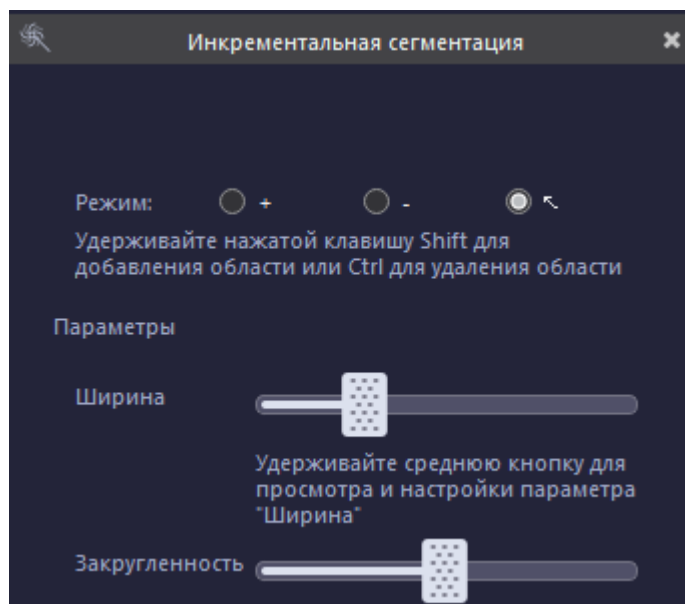 Инкрементальная сегментация
Режим: + -
Удерживайте нажатой клавишу Shift для
добавления области или Ctrl для удаления области
Параметры
Ширина
Удерживайте среднюю кнопку для
просмотра и настройки параметра
"Ширина"
Закругленность